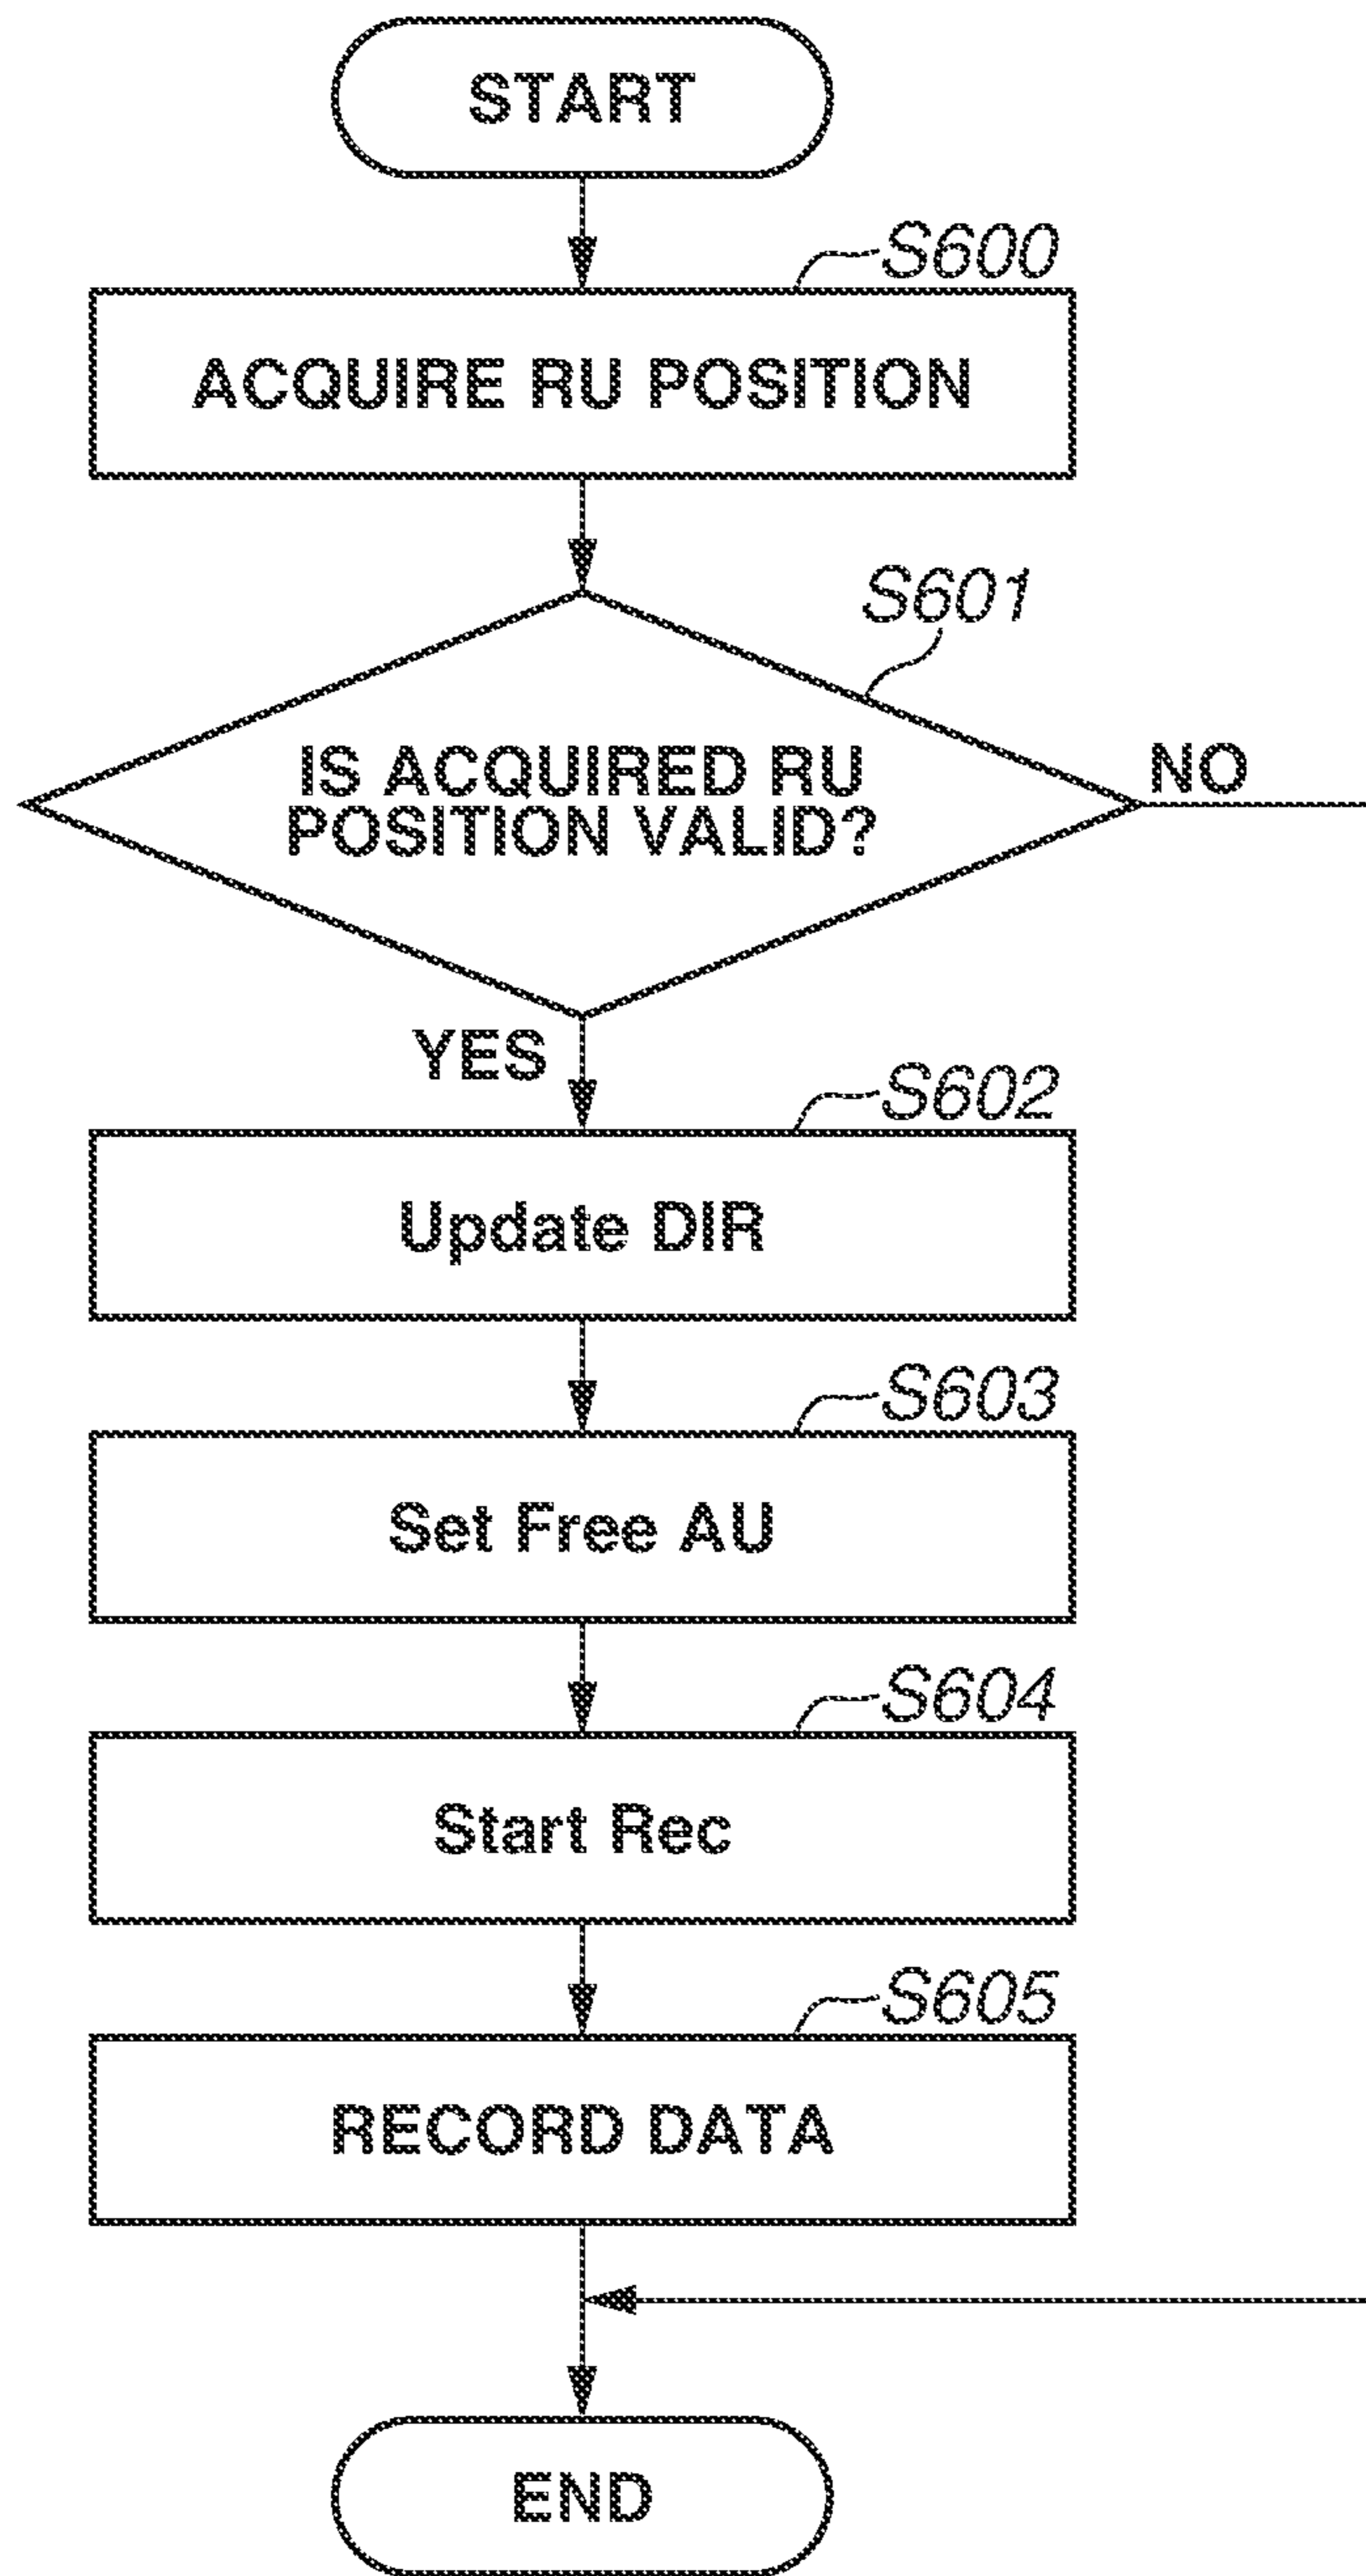 START
S600
ACQUIRE RU POSITION
S601
IS ACQUIRED RU
POSITION VALID?
NO
YES
S602
Update DIR
S603
Set Free AU
S604
Start Rec
S605
RECORD DATA
END